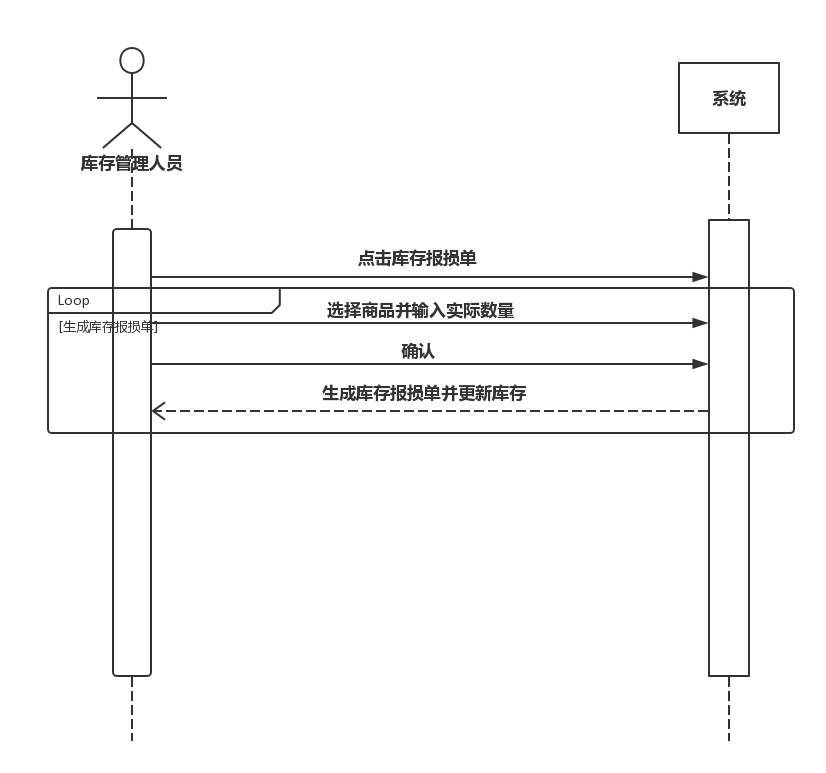 系统
库存管理人员
点击库存报损单
Loop
选择商品并输入实际数量
[生成库存报损单]
确认
生成库存报损单并更新库存